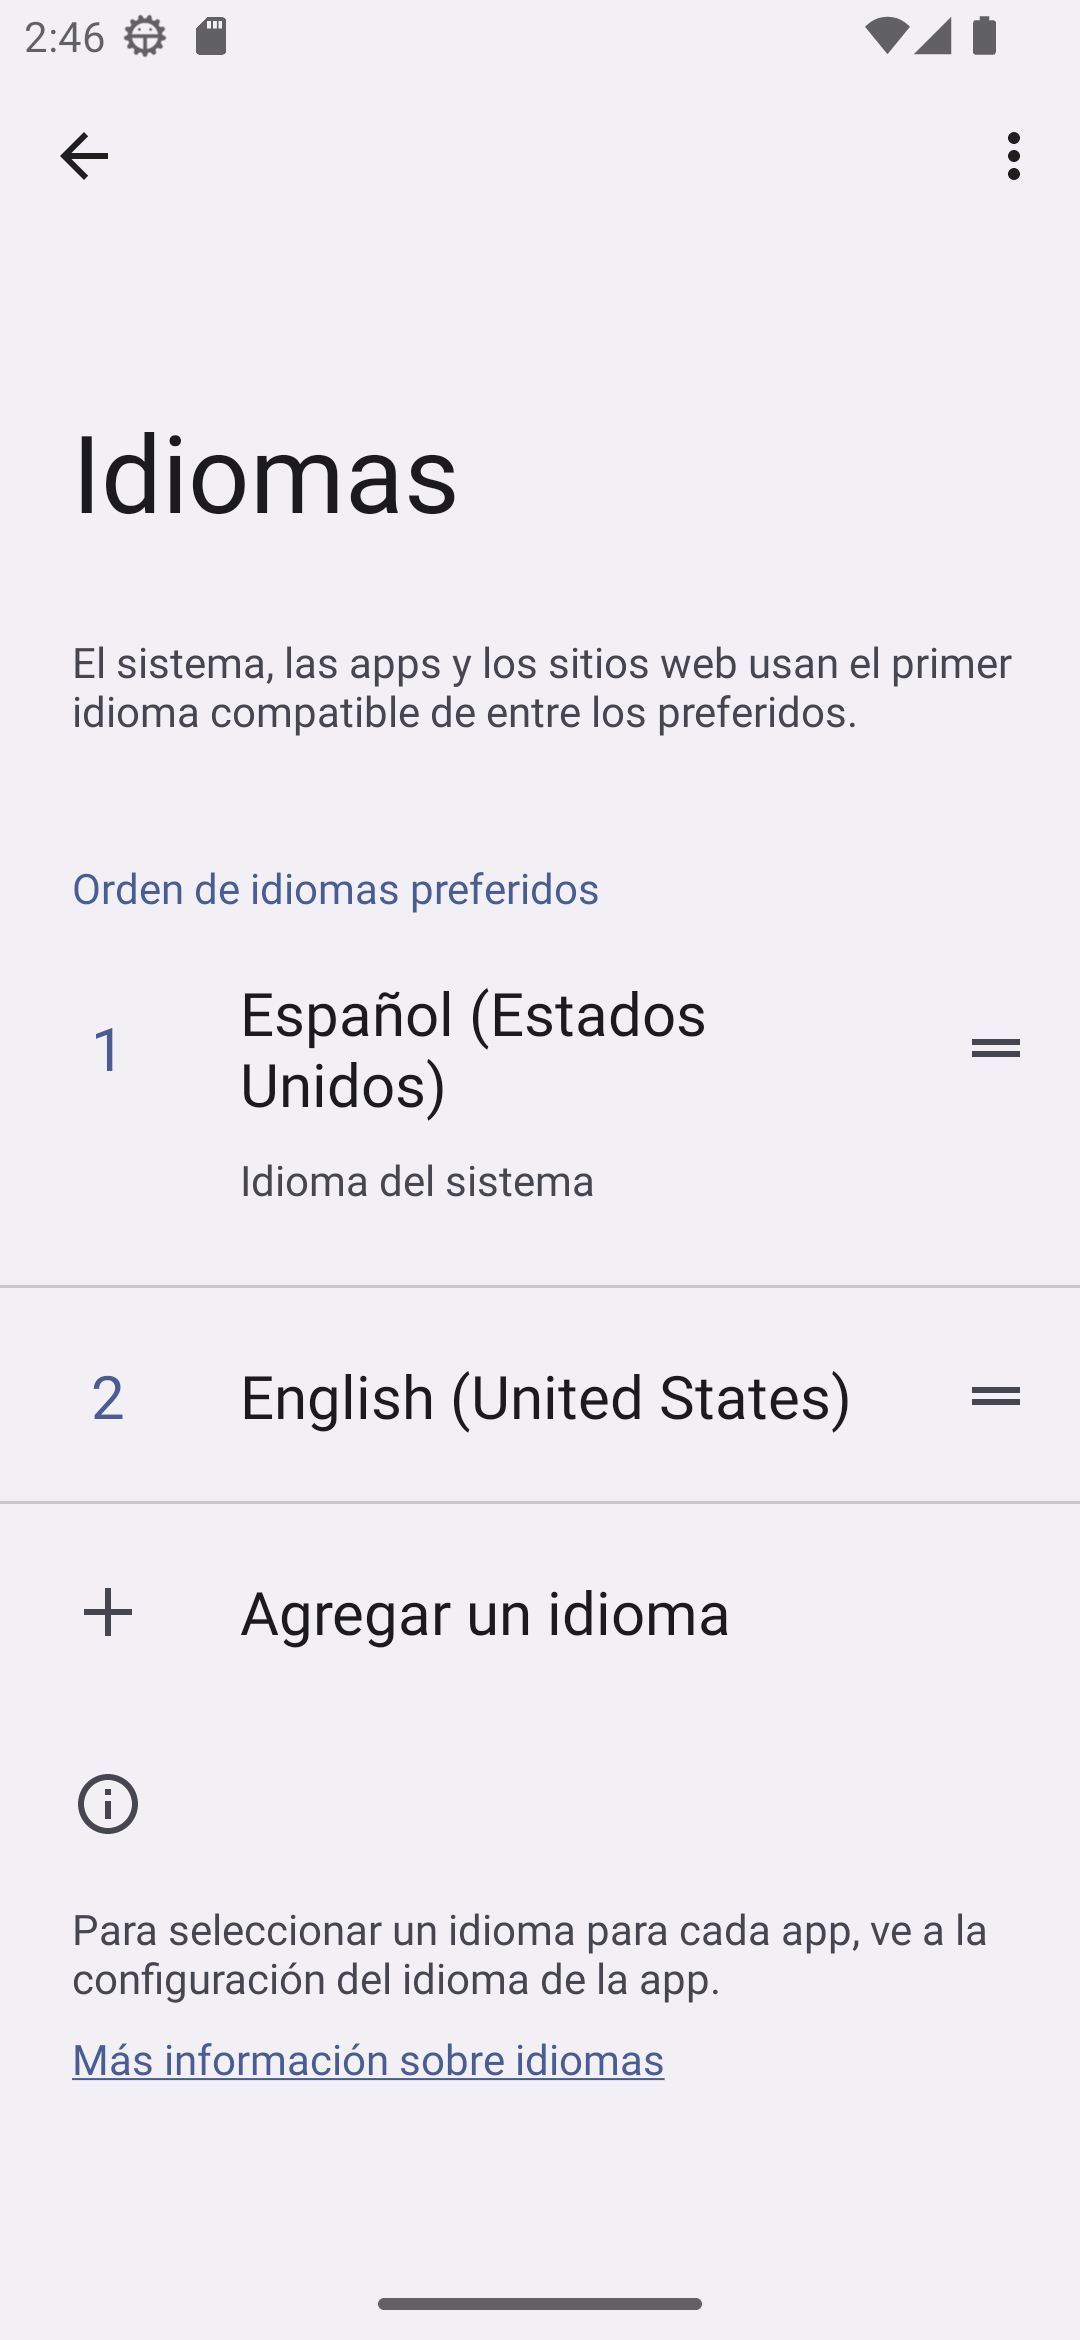 2:46
Idiomas
El sistema, las apps y los sitios web usan el primer
idioma compatible de entre los preferidos.
Orden de idiomas preferidos
1
Español (Estados
Unidos)
Idioma del sistema
2
English (United States)
Agregar un idioma
Para seleccionar un idioma para cada app, ve a la
configuración del idioma de la app.
Más información sobre idiomas